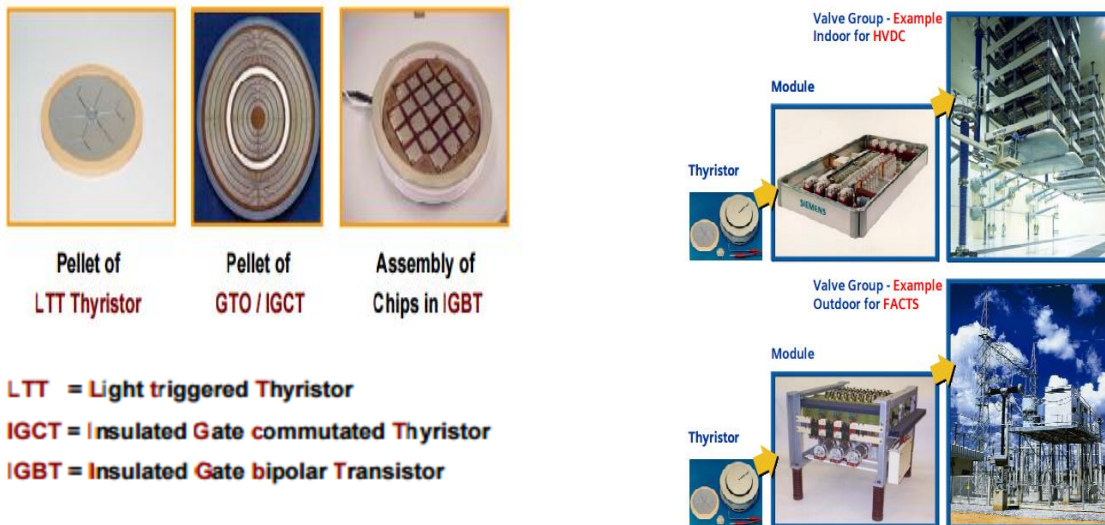 Pellet of
LTT Thyristor
Pellet of
GTO / IGCT
Assembly of
Chips in IGBT
LTT = Light triggered Thyristor
IGCT = Insulated Gate commutated Thyristor
IGBT = Insulated Gate bipolar Transistor
Valve Group - Example
Indoor for HVDC
Module
Thyristor
SIEMENS
Valve Group - Example
Outdoor for FACTS
Module
Thyristor